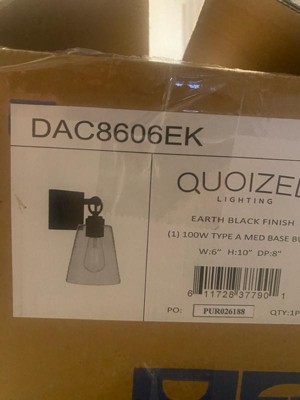 DAC8606EK
QUOIZEL
LIGHTING
EARTH BLACK FINISH
(1) 100W TYPE A MED BASE BU
W:6" H:10" DP:8"
6 11728 37790 1
PO: PUR026188 QTY:1P